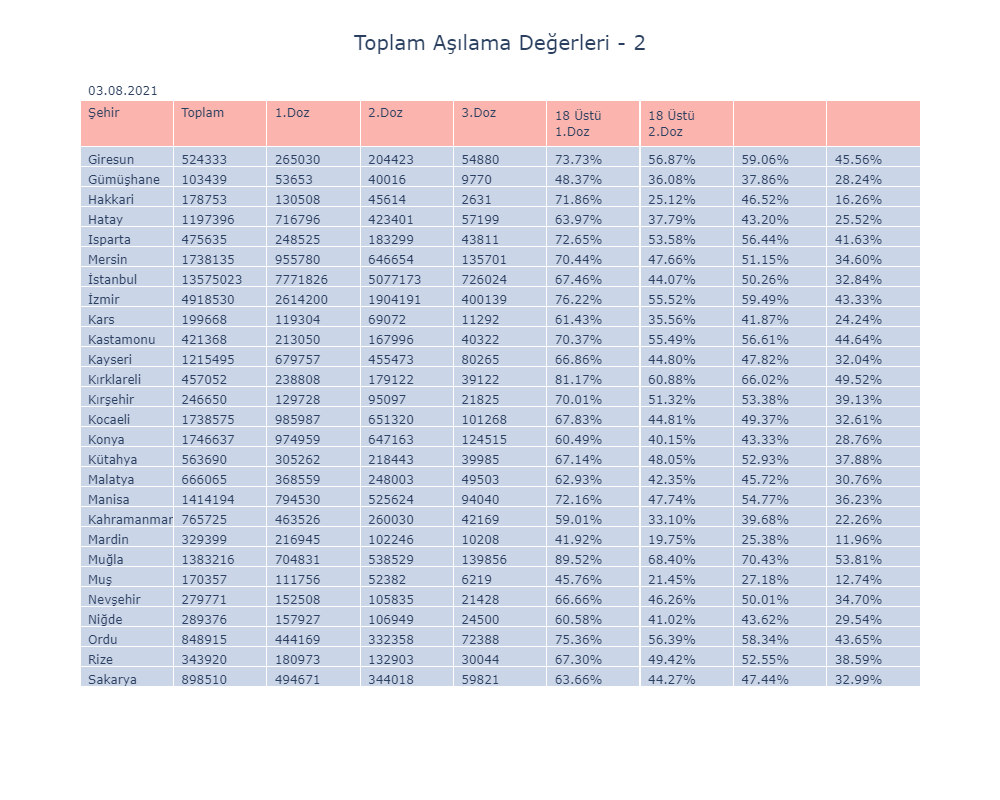 Toplam Aşılama Değerleri - 2
03.08.2021
Şehir Toplam 1.Doz 2.Doz 3.Doz 18 Üstü 1.Doz 18 Üstü 2.Doz
Giresun 524333 265030 204423 54880 73.73% 56.87% 59.06% 45.56%
Gümüşhane 103439 53653 40016 9770 48.37% 36.08% 37.86% 28.24%
Hakkari 178753 130508 45614 2631 71.86% 25.12% 46.52% 16.26%
Hatay 1197396 716796 423401 57199 63.97% 37.79% 43.20% 25.52%
Isparta 475635 248525 183299 43811 72.65% 53.58% 56.44% 41.63%
Mersin 1738135 955780 646654 135701 70.44% 47.66% 51.15% 34.60%
İstanbul 13575023 7771826 5077173 726024 67.46% 44.07% 50.26% 32.84%
İzmir 4918530 2614200 1904191 400139 76.22% 55.52% 59.49% 43.33%
Kars 199668 119304 69072 11292 61.43% 35.56% 41.87% 24.24%
Kastamonu 421368 213050 167996 40322 70.37% 55.49% 56.61% 44.64%
Kayseri 1215495 679757 455473 80265 66.86% 44.80% 47.82% 32.04%
Kırklareli 457052 238808 179122 39122 81.17% 60.88% 66.02% 49.52%
Kırşehir 246650 129728 95097 21825 70.01% 51.32% 53.38% 39.13%
Kocaeli 1738575 985987 651320 101268 67.83% 44.81% 49.37% 32.61%
Konya 1746637 974959 647163 124515 60.49% 40.15% 43.33% 28.76%
Kütahya 563690 305262 218443 39985 67.14% 48.05% 52.93% 37.88%
Malatya 666065 368559 248003 49503 62.93% 42.35% 45.72% 30.76%
Manisa 1414194 794530 525624 94040 72.16% 47.74% 54.77% 36.23%
Kahramanmar 765725 463526 260030 42169 59.01% 33.10% 39.68% 22.26%
Mardin 329399 216945 102246 10208 41.92% 19.75% 25.38% 11.96%
Muğla 1383216 704831 538529 139856 89.52% 68.40% 70.43% 53.81%
Muş 170357 111756 52382 6219 45.76% 21.45% 27.18% 12.74%
Nevşehir 279771 152508 105835 21428 66.66% 46.26% 50.01% 34.70%
Niğde 289376 157927 106949 24500 60.58% 41.02% 43.62% 29.54%
Ordu 848915 444169 332358 72388 75.36% 56.39% 58.34% 43.65%
Rize 343920 180973 132903 30044 67.30% 49.42% 52.55% 38.59%
Sakarya 898510 494671 344018 59821 63.66% 44.27% 47.44% 32.99%